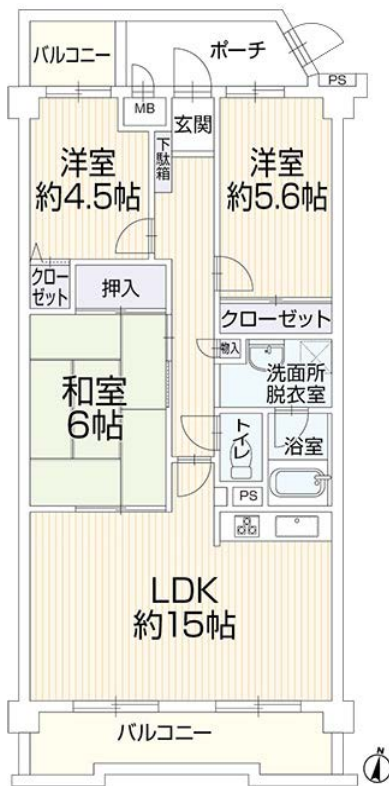 バルコニー
ポーチ
PS
MB
玄関
下駄箱
洋室
約4.5帖
洋室
約5.6帖
クロー
ゼット
押入
クローゼット
物入
洗面所
脱衣室
和室
6帖
トイレ
浴室
PS
LDK
約15帖
バルコニー
N